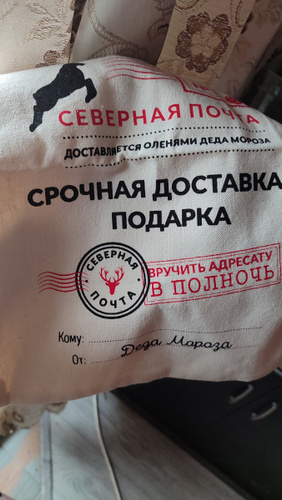 СЕВЕРНАЯ ПОЧТА
ДОСТАВЛЯЕТСЯ ОЛЕНЯМИ ДЕДА МОРОЗА
СРОЧНАЯ ДОСТАВКА
ПОДАРКА
СЕВЕРНАЯ
ПОЧТА
ВРУЧИТЬ АДРЕСАТУ
В ПОЛНОЧЬ
Кому:
От: Деда Мороза